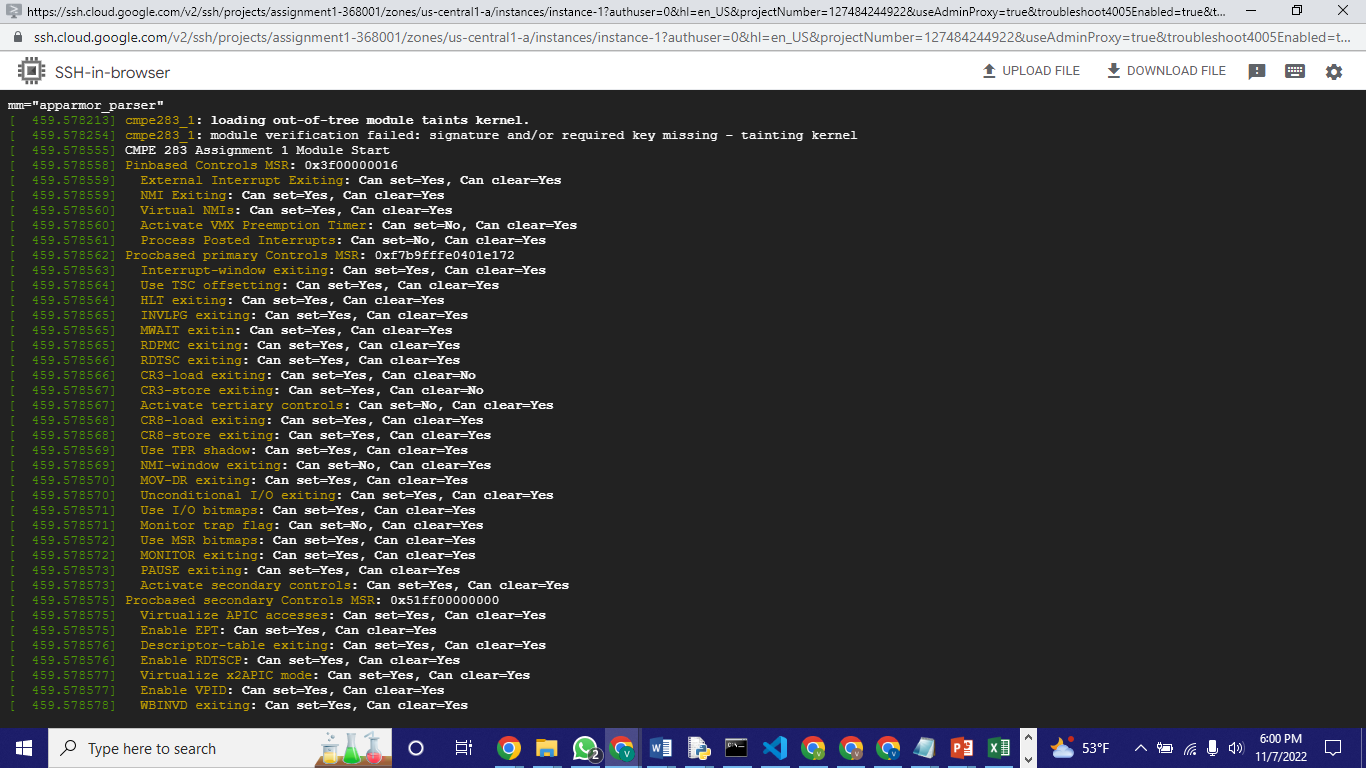 https://ssh.cloud.google.com/v2/ssh/projects/assignment1-368001/zones/us-central1-a/instances/instance-1?authuser=0&hl=en_US&projectNumber=127484244922&useAdminProxy=true&troubleshoot4005Enabled=true&t...
ssh.cloud.google.com/v2/ssh/projects/assignment1-368001/zones/us-central1-a/instances/instance-1?authuser=0&hl=en_US&projectNumber=127484244922&useAdminProxy=true&troubleshoot4005Enabled=t...
SSH-in-browser UPLOAD FILE DOWNLOAD FILE
mm="apparmor_parser"
[ 459.578213] cmpe283_1: loading out-of-tree module taints kernel.
[ 459.578254] cmpe283_1: module verification failed: signature and/or required key missing - tainting kernel
[ 459.578555] CMPE 283 Assignment 1 Module Start
[ 459.578558] Pinbased Controls MSR: 0x3f00000016
[ 459.578559] External Interrupt Exiting: Can set=Yes, Can clear=Yes
[ 459.578559] NMI Exiting: Can set=Yes, Can clear=Yes
[ 459.578560] Virtual NMIs: Can set=Yes, Can clear=Yes
[ 459.578560] Activate VMX Preemption Timer: Can set=No, Can clear=Yes
[ 459.578561] Process Posted Interrupts: Can set=No, Can clear=Yes
[ 459.578562] Procbased primary Controls MSR: 0xf7b9fffe0401e172
[ 459.578563] Interrupt-window exiting: Can set=Yes, Can clear=Yes
[ 459.578564] Use TSC offsetting: Can set=Yes, Can clear=Yes
[ 459.578564] HLT exiting: Can set=Yes, Can clear=Yes
[ 459.578565] INVLPG exiting: Can set=Yes, Can clear=Yes
[ 459.578565] MWAIT exitin: Can set=Yes, Can clear=Yes
[ 459.578565] RDPMC exiting: Can set=Yes, Can clear=Yes
[ 459.578566] RDTSC exiting: Can set=Yes, Can clear=Yes
[ 459.578566] CR3-load exiting: Can set=Yes, Can clear=No
[ 459.578567] CR3-store exiting: Can set=Yes, Can clear=No
[ 459.578567] Activate tertiary controls: Can set=No, Can clear=Yes
[ 459.578568] CR8-load exiting: Can set=Yes, Can clear=Yes
[ 459.578568] CR8-store exiting: Can set=Yes, Can clear=Yes
[ 459.578569] Use TPR shadow: Can set=Yes, Can clear=Yes
[ 459.578569] NMI-window exiting: Can set=No, Can clear=Yes
[ 459.578570] MOV-DR exiting: Can set=Yes, Can clear=Yes
[ 459.578570] Unconditional I/O exiting: Can set=Yes, Can clear=Yes
[ 459.578571] Use I/O bitmaps: Can set=Yes, Can clear=Yes
[ 459.578571] Monitor trap flag: Can set=No, Can clear=Yes
[ 459.578572] Use MSR bitmaps: Can set=Yes, Can clear=Yes
[ 459.578572] MONITOR exiting: Can set=Yes, Can clear=Yes
[ 459.578573] PAUSE exiting: Can set=Yes, Can clear=Yes
[ 459.578573] Activate secondary controls: Can set=Yes, Can clear=Yes
[ 459.578575] Procbased secondary Controls MSR: 0x51ff00000000
[ 459.578575] Virtualize APIC accesses: Can set=Yes, Can clear=Yes
[ 459.578575] Enable EPT: Can set=Yes, Can clear=Yes
[ 459.578576] Descriptor-table exiting: Can set=Yes, Can clear=Yes
[ 459.578576] Enable RDTSCP: Can set=Yes, Can clear=Yes
[ 459.578577] Virtualize x2APIC mode: Can set=Yes, Can clear=Yes
[ 459.578577] Enable VPID: Can set=Yes, Can clear=Yes
[ 459.578578] WBINVD exiting: Can set=Yes, Can clear=Yes
Type here to search 2 53°F 6:00 PM
11/7/2022